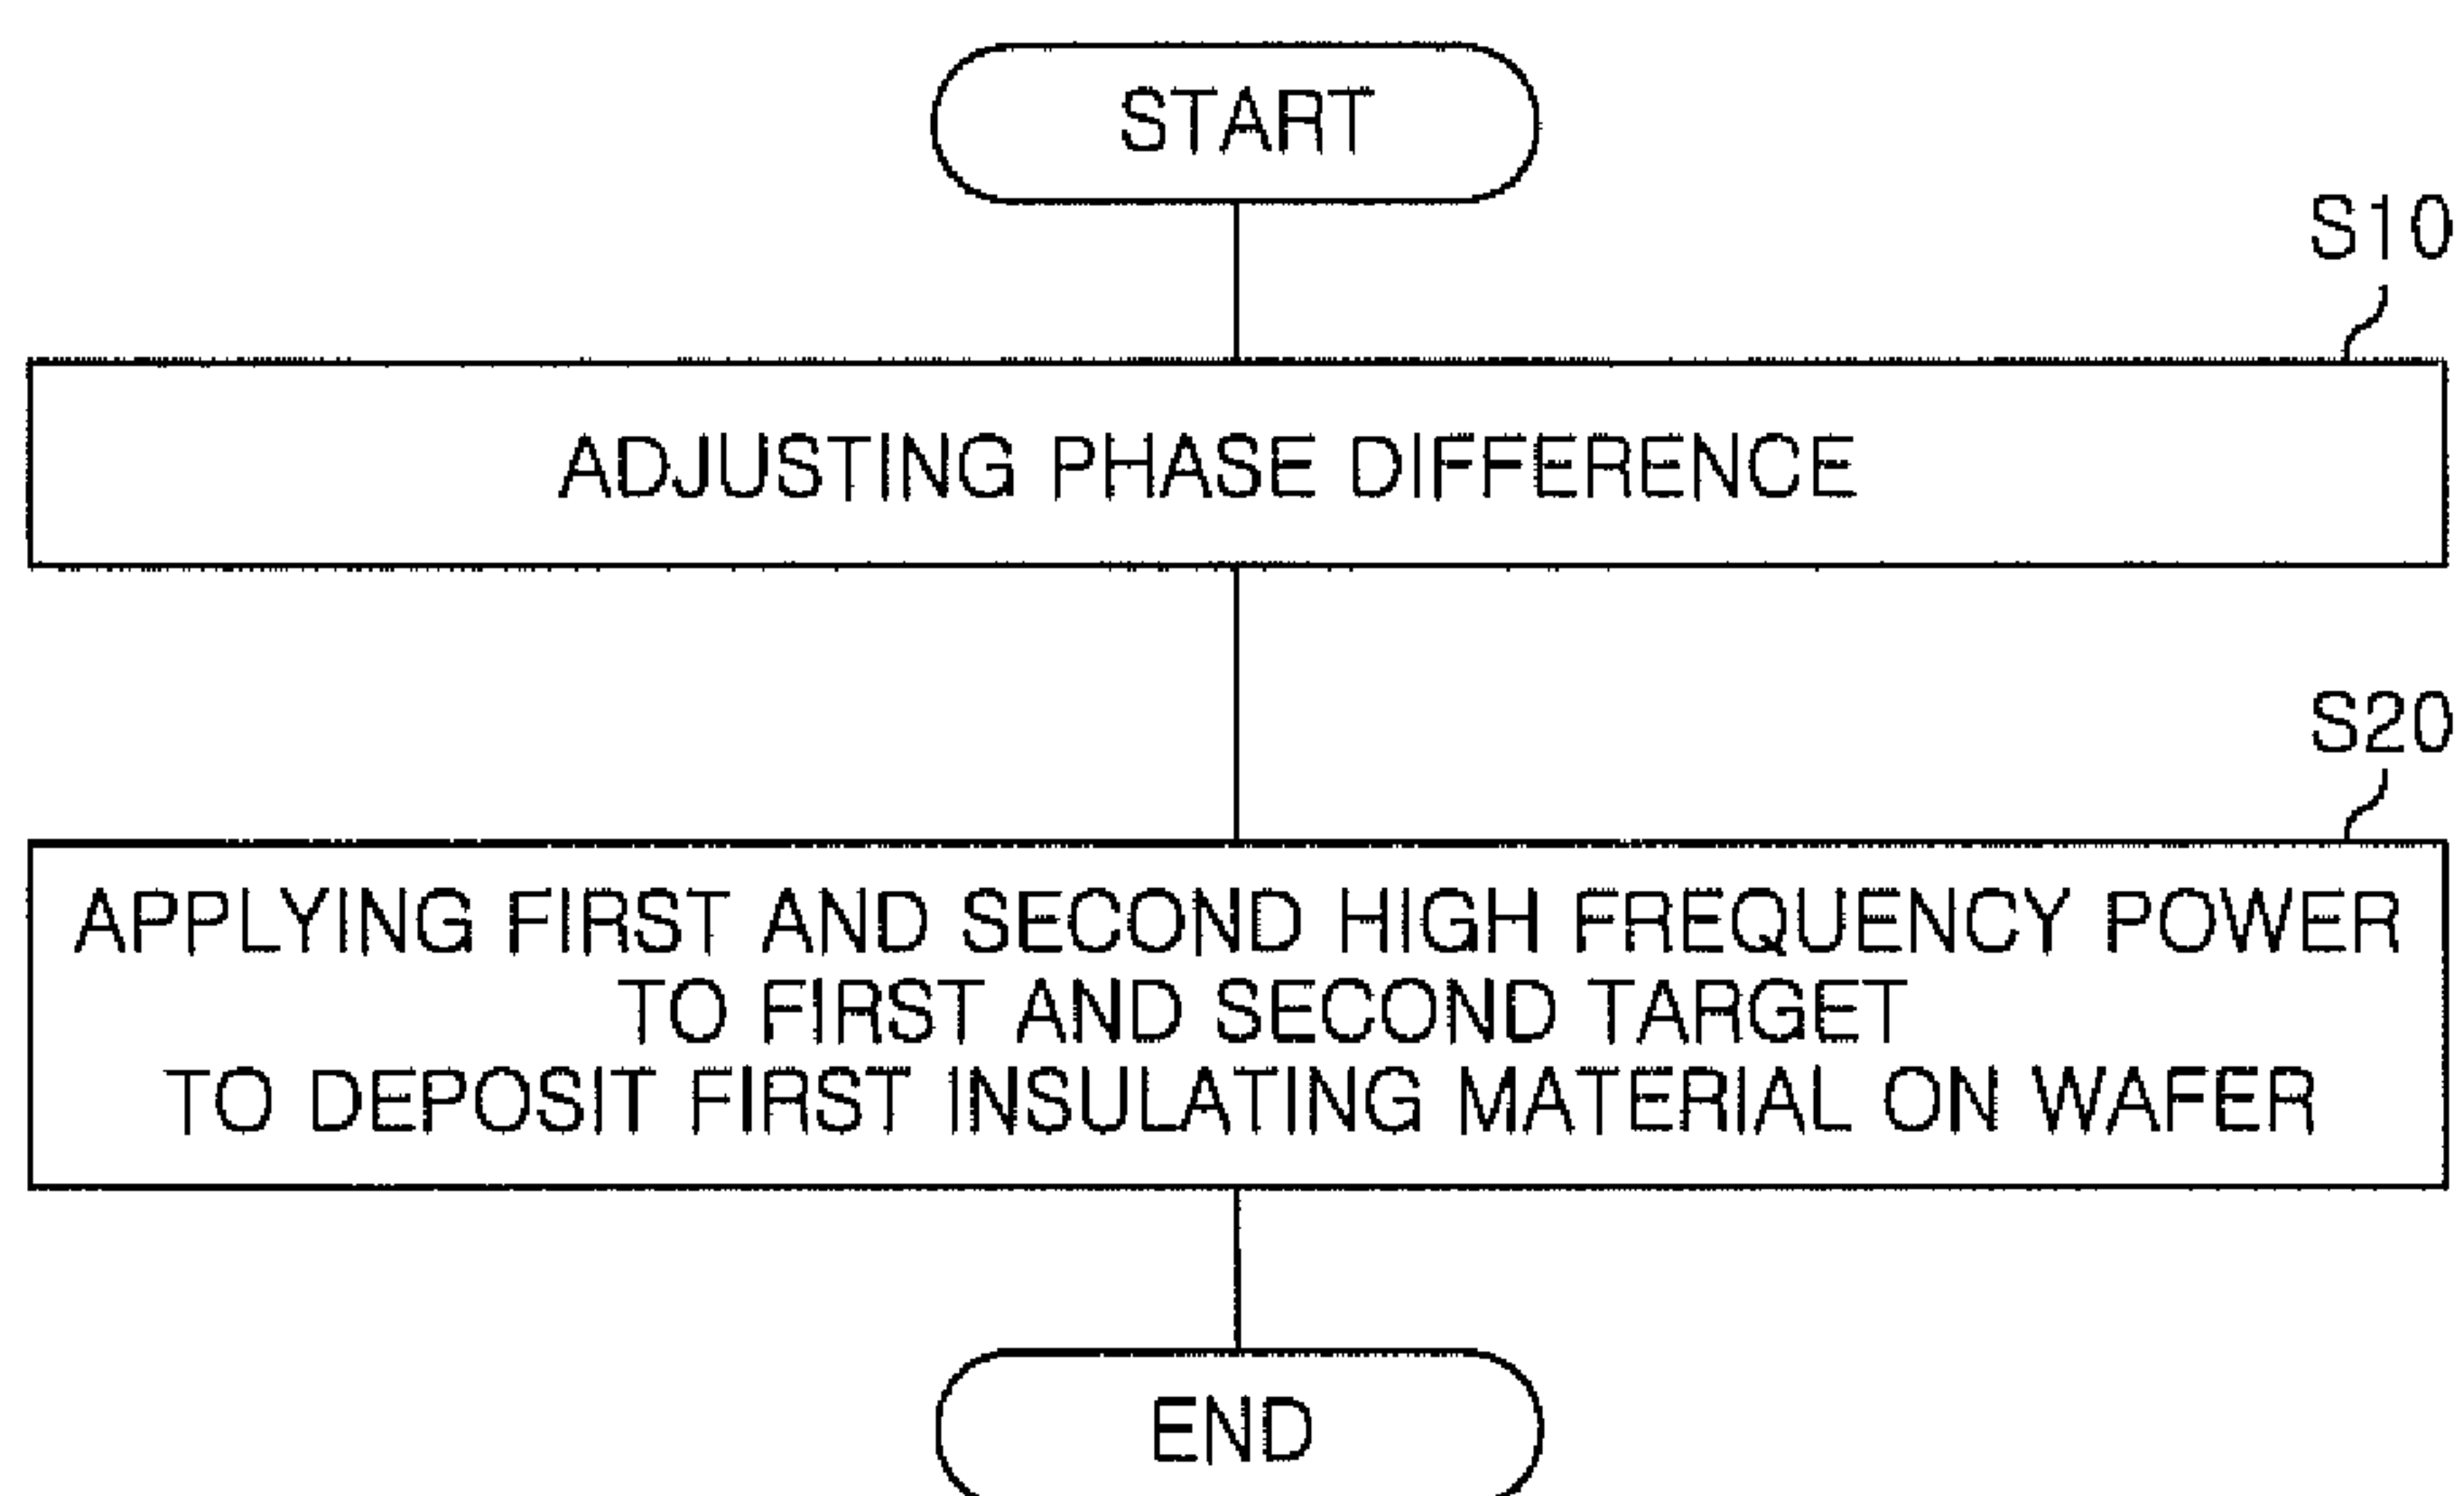 START
S10
ADJUSTING PHASE DIFFERENCE
S20
APPLYING FIRST AND SECOND HIGH FREQUENCY POWER
TO FIRST AND SECOND TARGET
TO DEPOSIT FIRST INSULATING MATERIAL ON WAFER
END